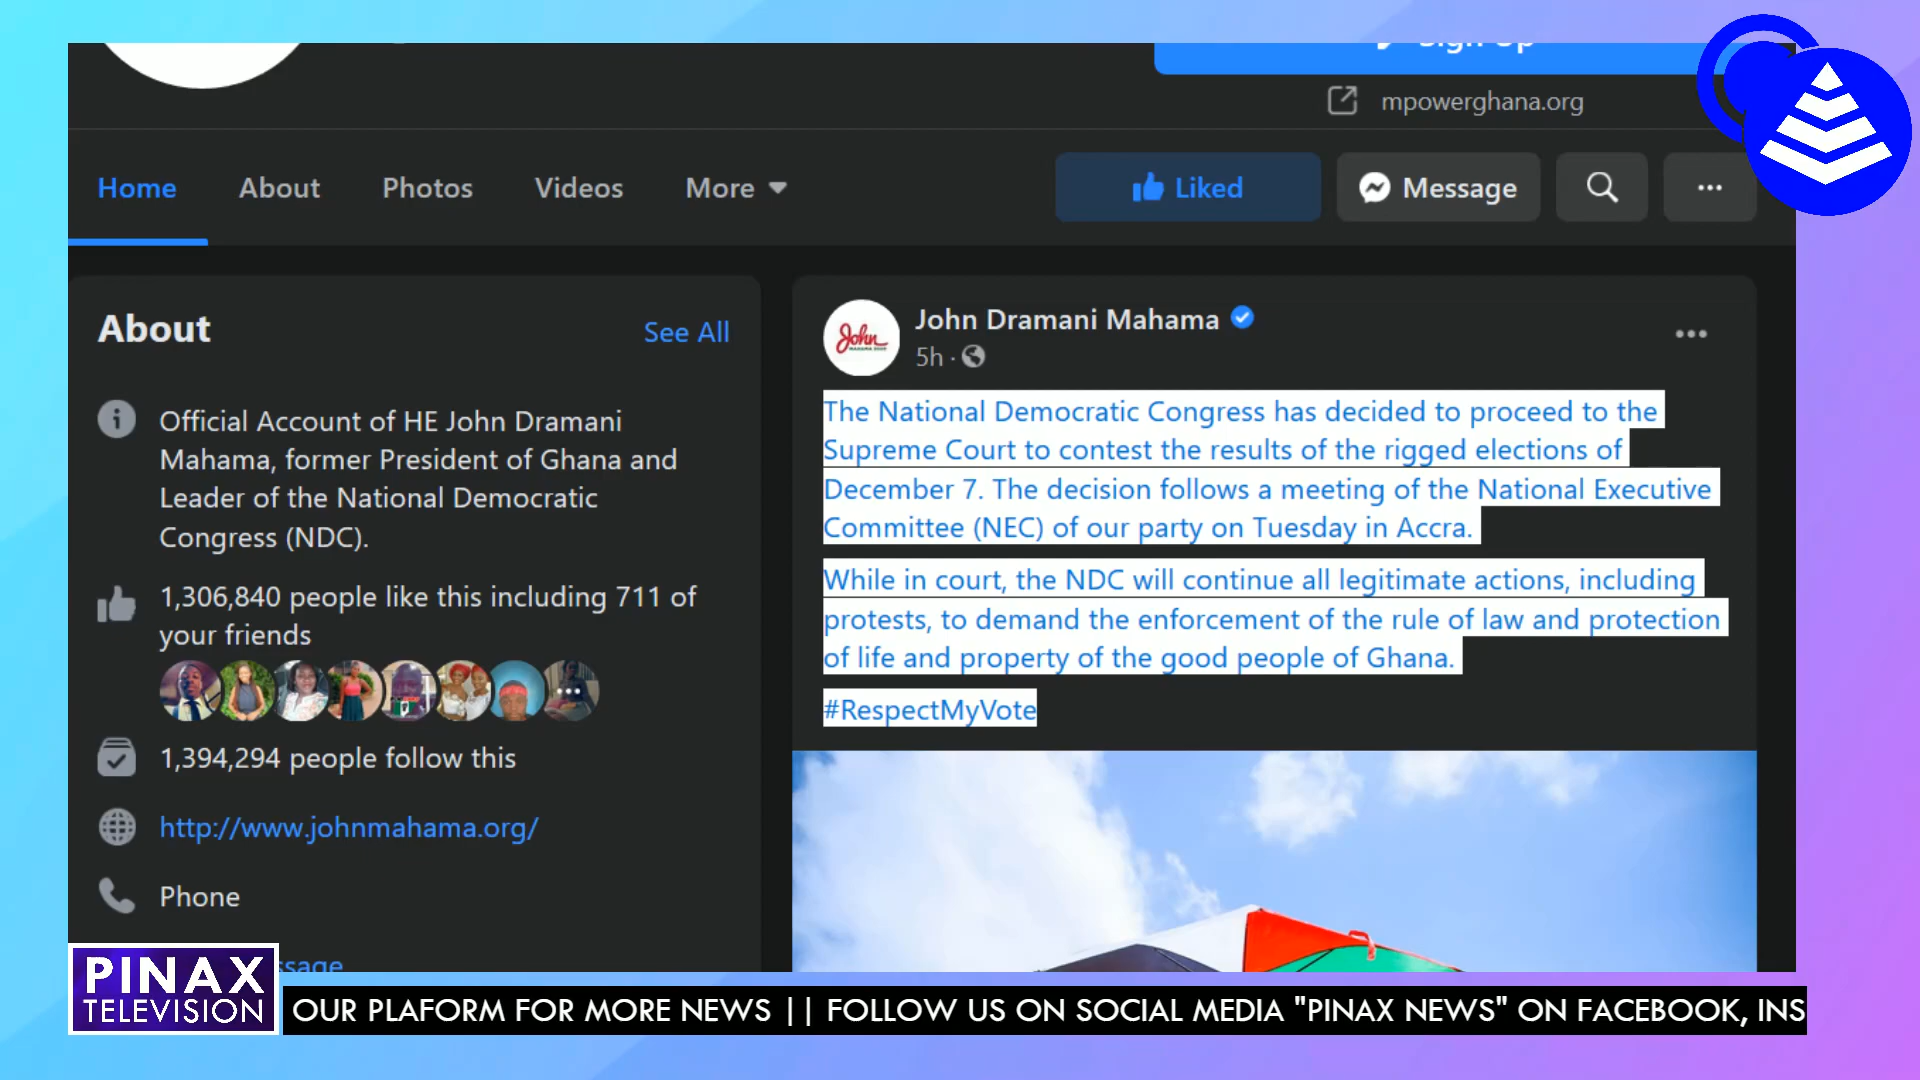 Sign Up
mpowerghana.org
Home
About
Photos
Videos
More
Liked
Message
About
See All
Official Account of HE John Dramani
Mahama, former President of Ghana and
Leader of the National Democratic
Congress (NDC).
1,306,840 people like this including 711 of
your friends
1,394,294 people follow this
http://www.johnmahama.org/
Phone
John Dramani Mahama
5h ·
The National Democratic Congress has decided to proceed to the
Supreme Court to contest the results of the rigged elections of
December 7. The decision follows a meeting of the National Executive
Committee (NEC) of our party on Tuesday in Accra.
While in court, the NDC will continue all legitimate actions, including
protests, to demand the enforcement of the rule of law and protection
of life and property of the good people of Ghana.
#RespectMyVote
John
PINAX
TELEVISION
OUR PLAFORM FOR MORE NEWS || FOLLOW US ON SOCIAL MEDIA "PINAX NEWS" ON FACEBOOK, INS